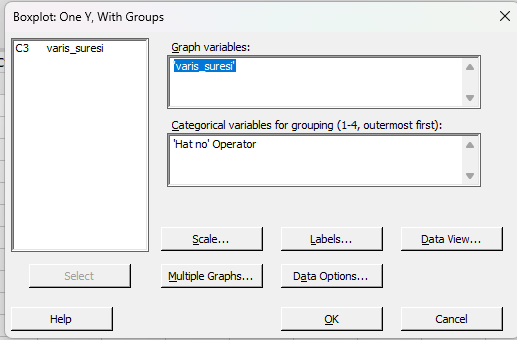 Boxplot: One Y, With Groups
C3 varis_suresi
Graph variables:
'varis_suresi'
Categorical variables for grouping (1-4, outermost first):
'Hat no' Operator
Scale...
Labels...
Data View...
Select
Multiple Graphs...
Data Options...
Help
OK
Cancel